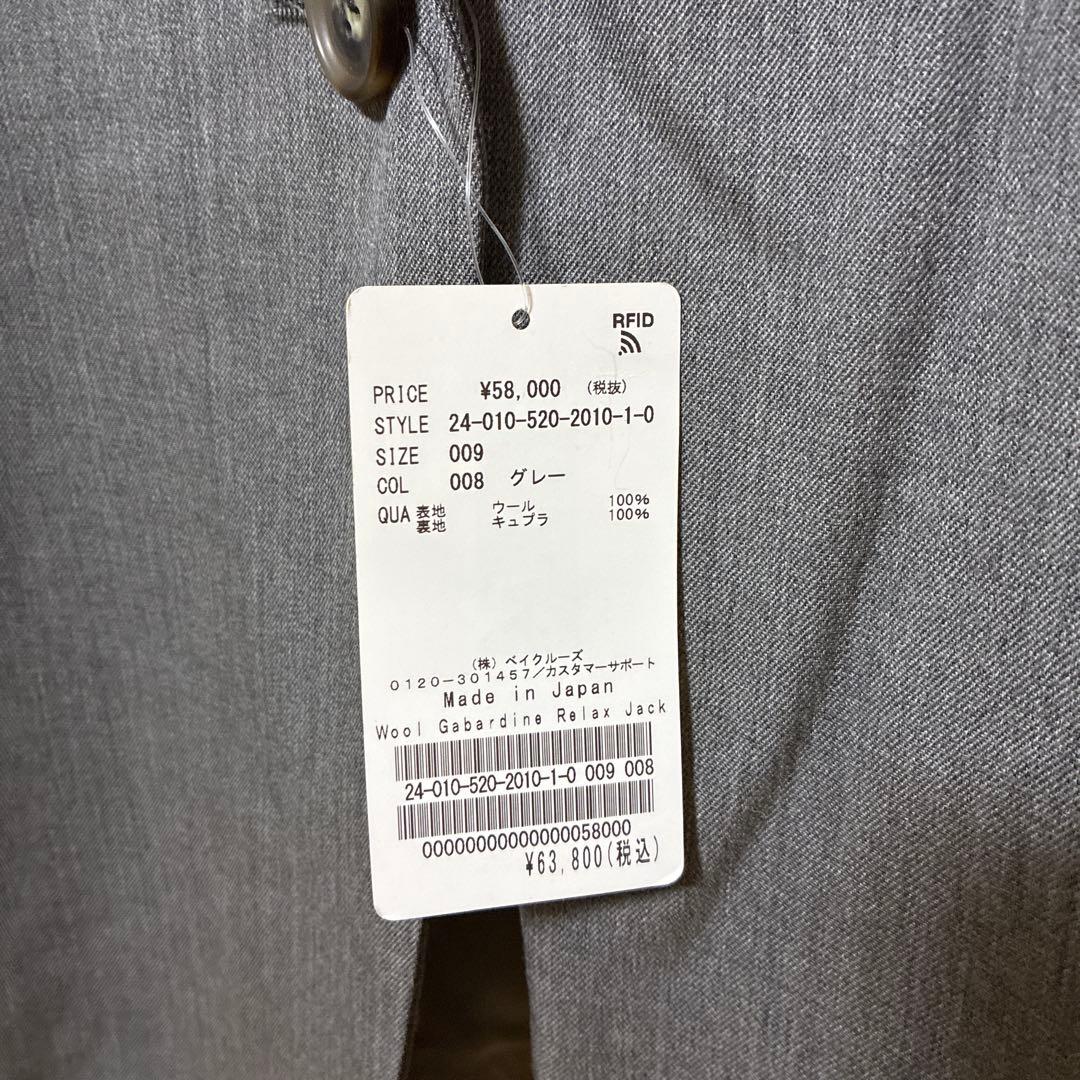 RFID
PRICE ¥58,000 (税抜)
STYLE 24-010-520-2010-1-0
SIZE 009
COL 008 グレー
QUA 表地 ウール 100%
裏地 キュプラ 100%
(株)ベイクルーズ
0120-301457/カスタマーサポート
Made in Japan
Wool Gabardine Relax Jack
24-010-520-2010-1-0 009 008
00000000000000058000
¥63,800(税込)